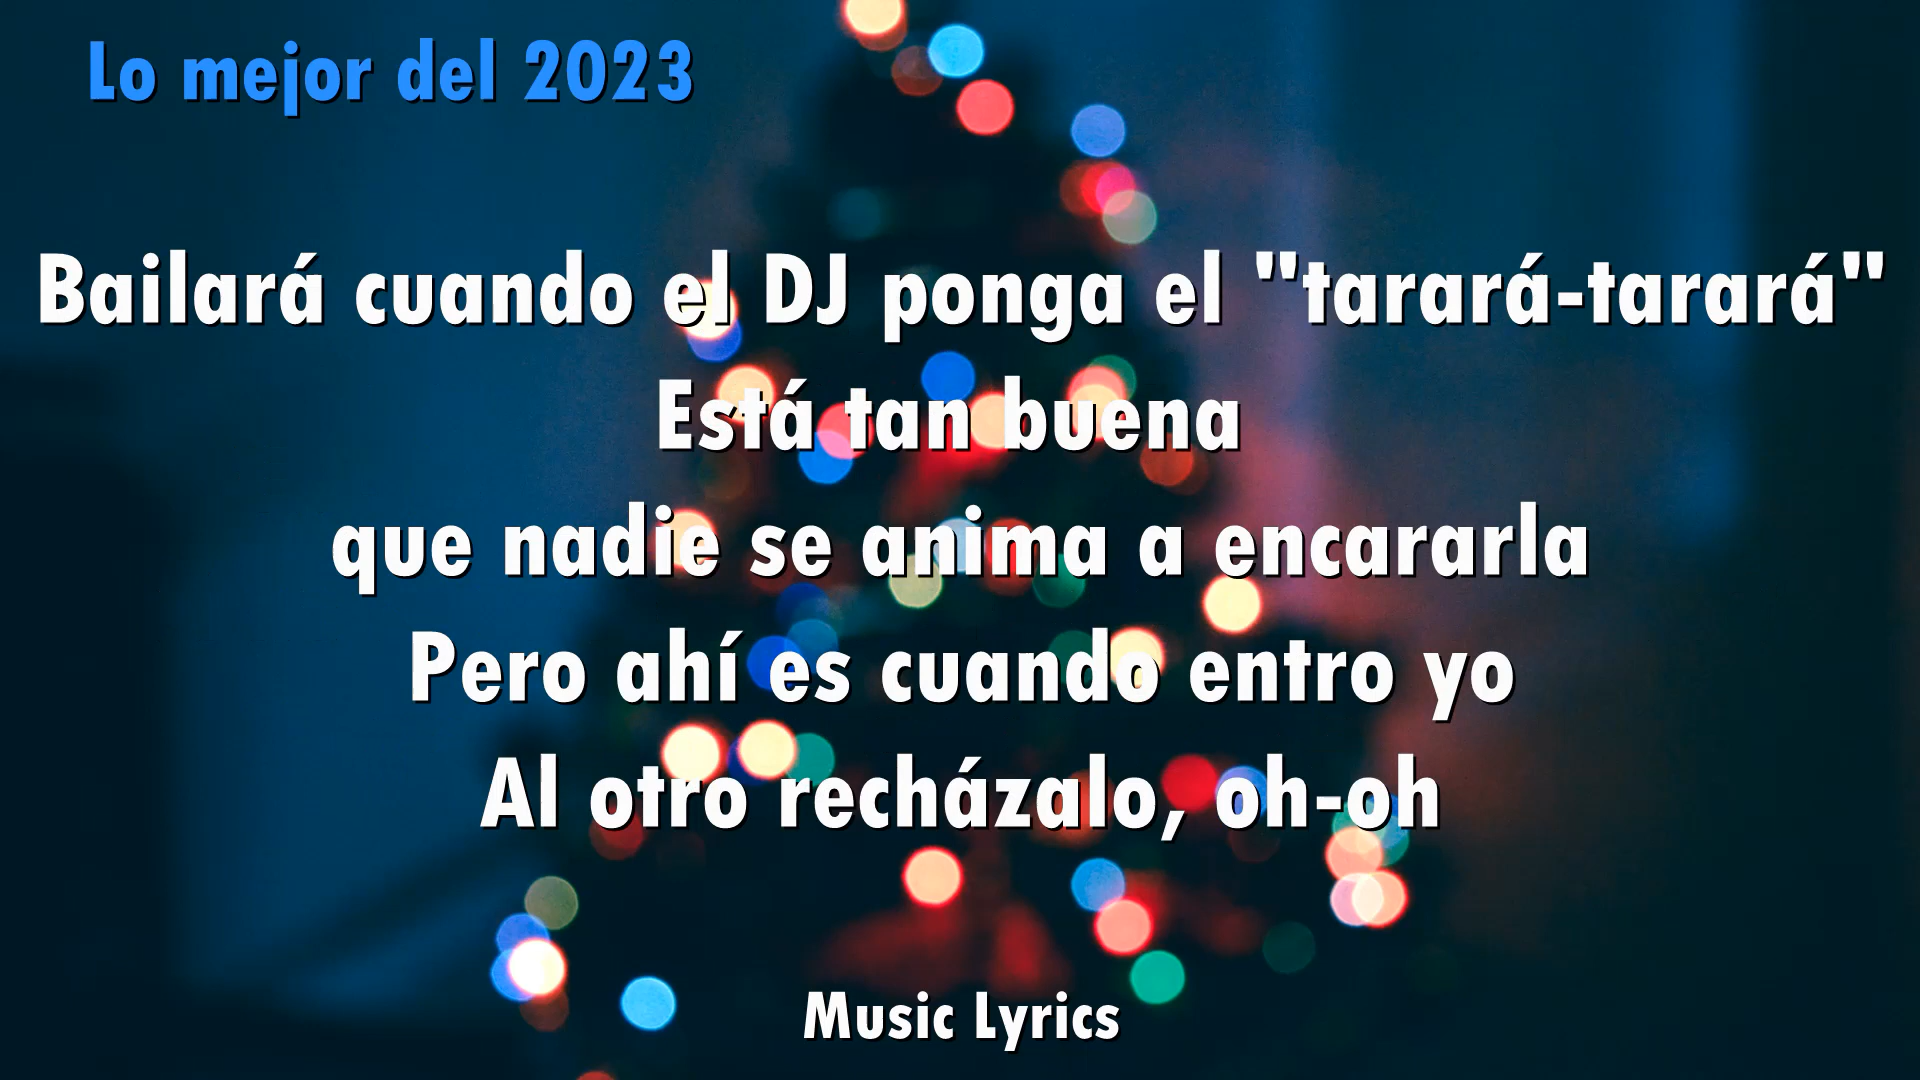 Lo mejor del 2023
Bailará cuando el DJ ponga el "tarará-tarará"
Está tan buena
que nadie se anima a encararla
Pero ahí es cuando entro yo
Al otro recházalo, oh-oh
Music Lyrics